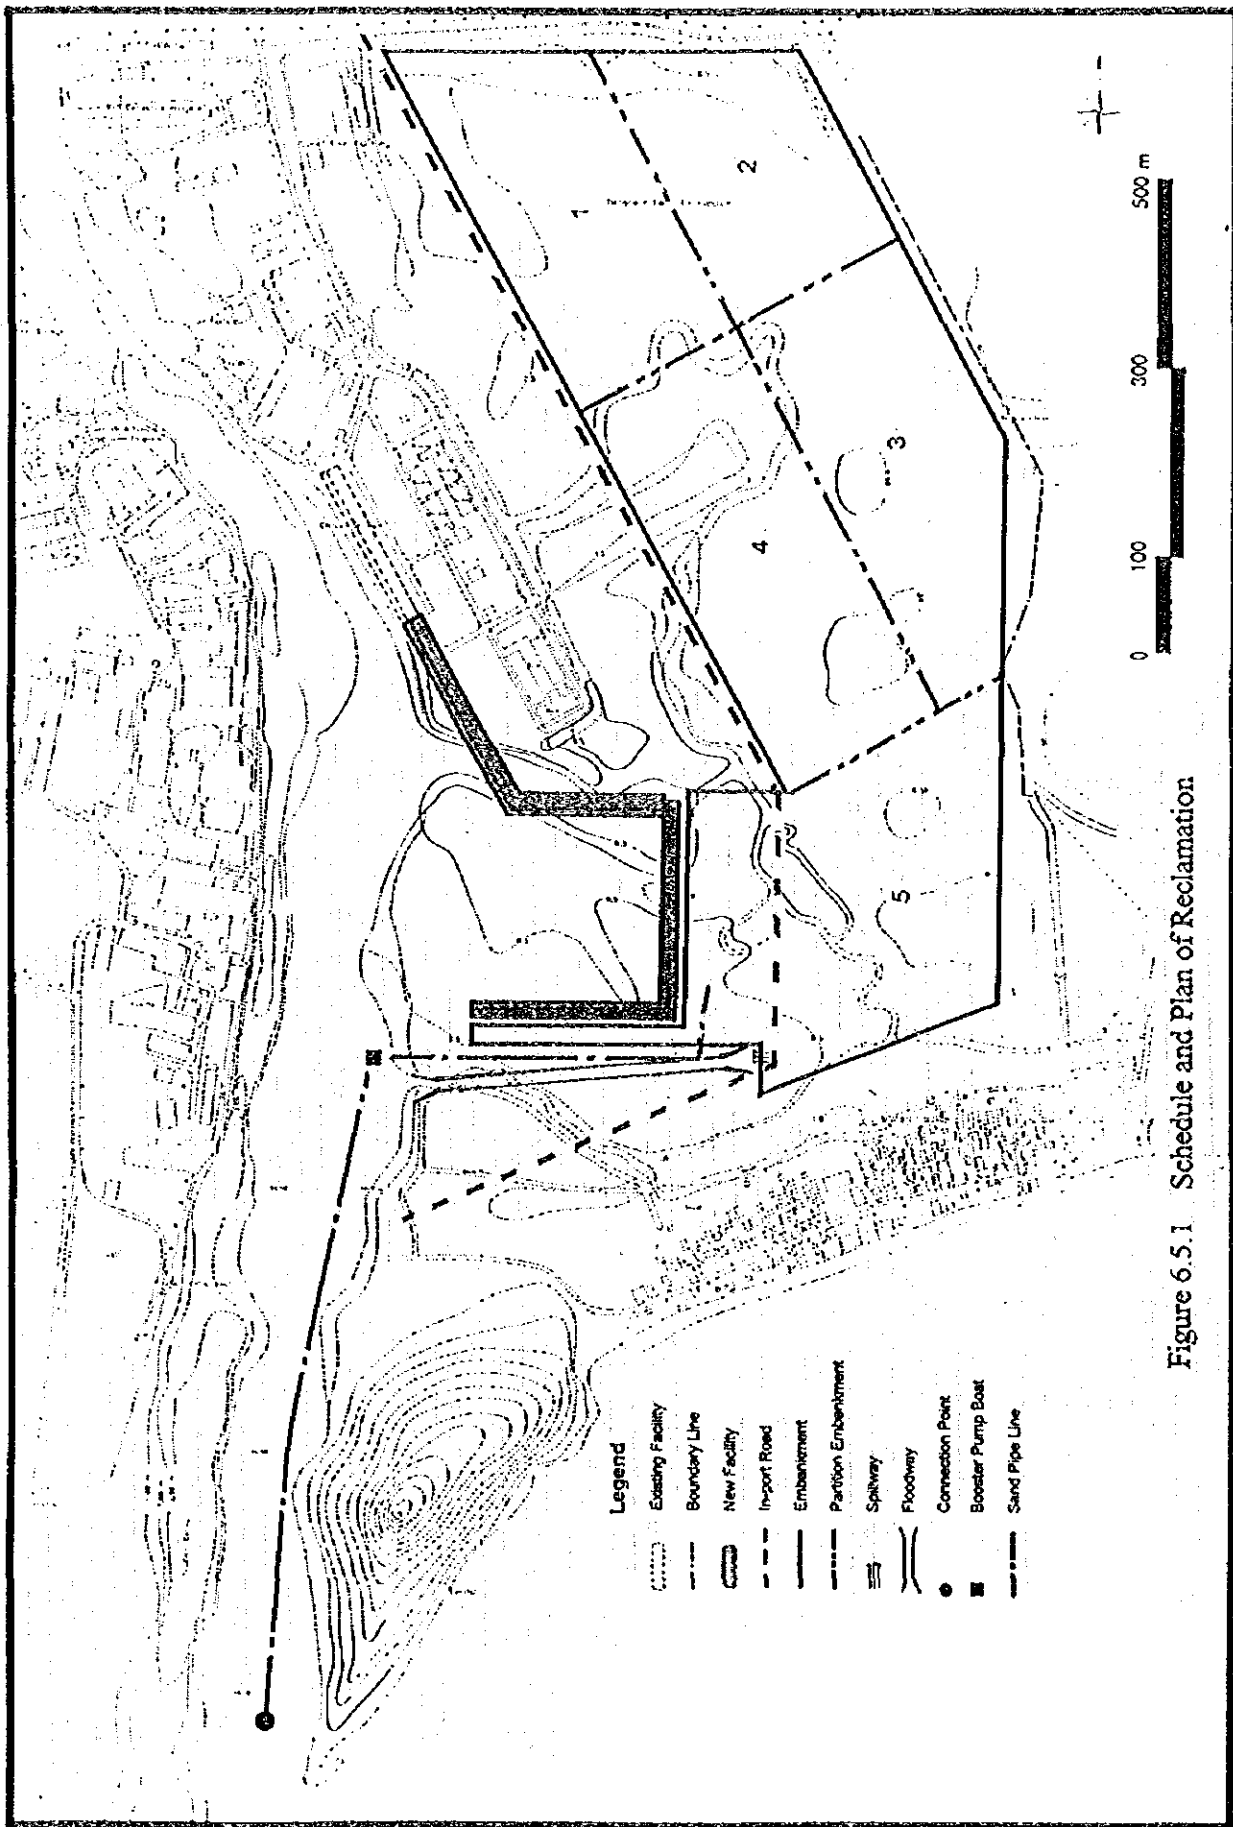 1
2
3
4
5
0 100 300 500 m
Legend
Existing Facility
Boundary Line
New Facility
In-port Road
Embankment
Partition Embankment
Spillway
Floodway
Connection Point
Booster Pump Boat
Sand Pipe Line
Figure 6.5.1 Schedule and Plan of Reclamation